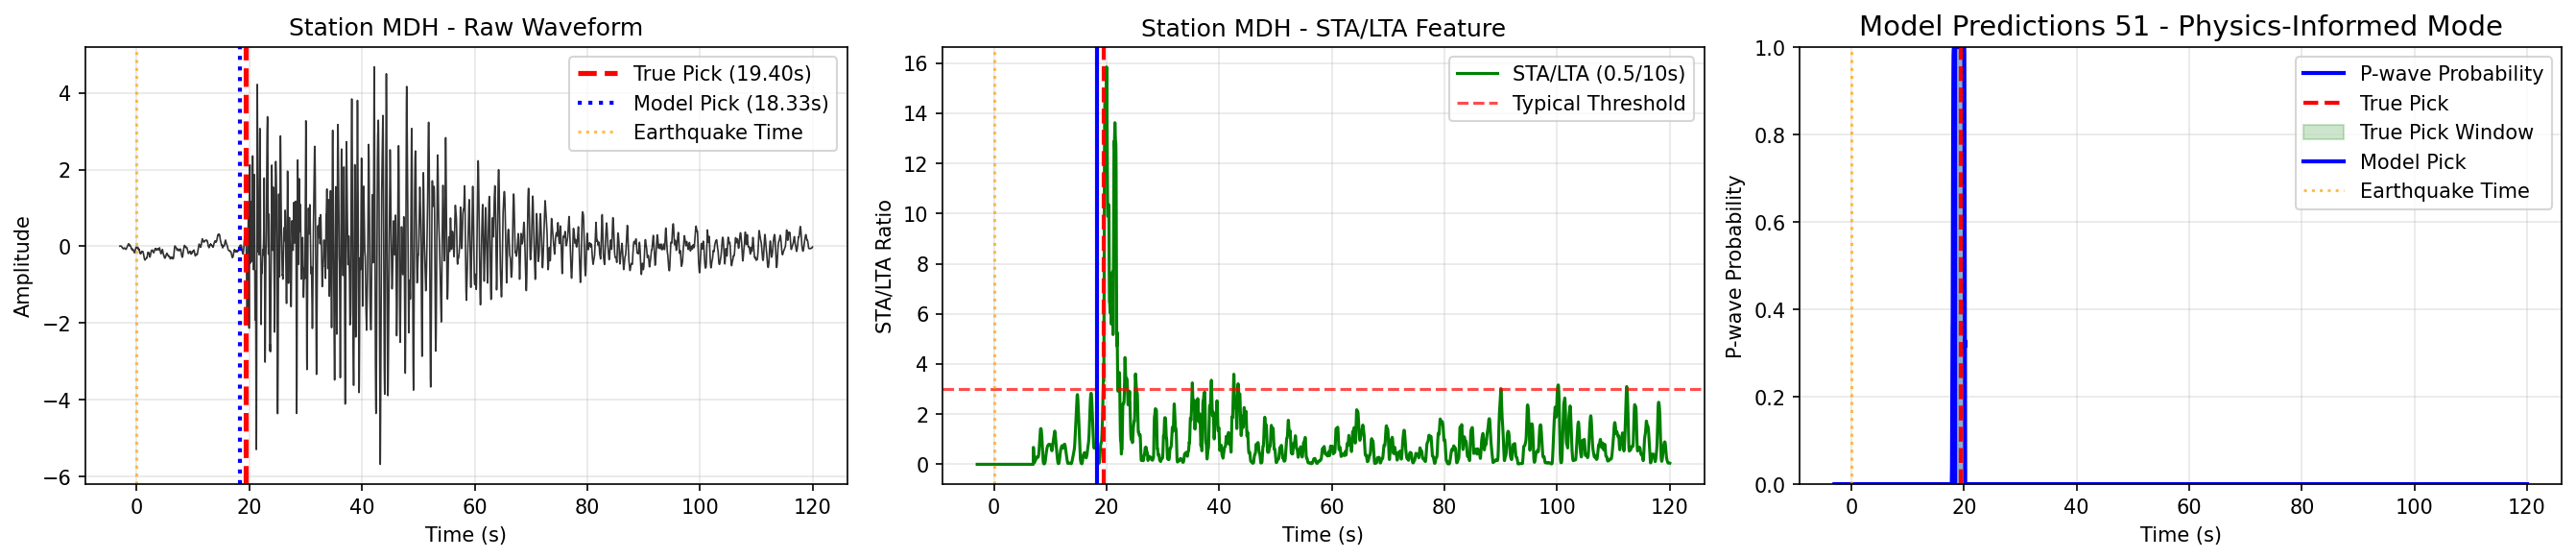 Station MDH - Raw Waveform
True Pick (19.40s)
Model Pick (18.33s)
Earthquake Time
Amplitude
4
2
0
−2
−4
−6
0
20
40
60
80
100
120
Time (s)
Station MDH - STA/LTA Feature
STA/LTA (0.5/10s)
Typical Threshold
STA/LTA Ratio
16
14
12
10
8
6
4
2
0
0
20
40
60
80
100
120
Time (s)
Model Predictions 51 - Physics-Informed Mode
P-wave Probability
True Pick
True Pick Window
Model Pick
Earthquake Time
P-wave Probability
1.0
0.8
0.6
0.4
0.2
0.0
0
20
40
60
80
100
120
Time (s)